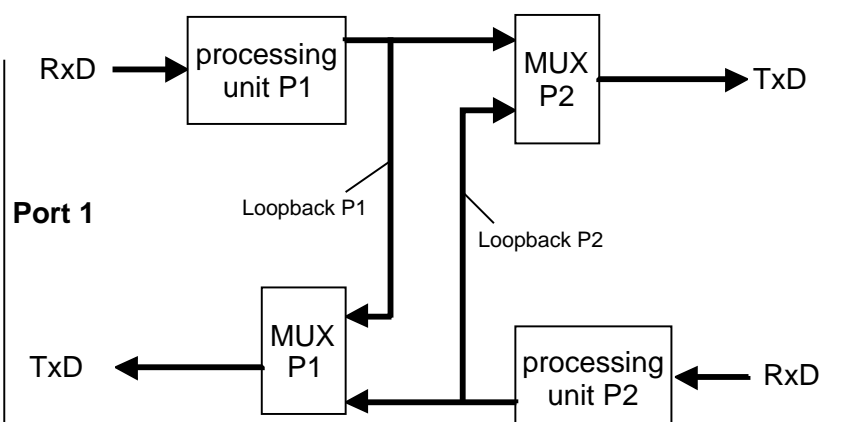 RxD
processing
unit P1
MUX
P2
TxD
Port 1
Loopback P1
Loopback P2
MUX
P1
TxD
processing
unit P2
RxD